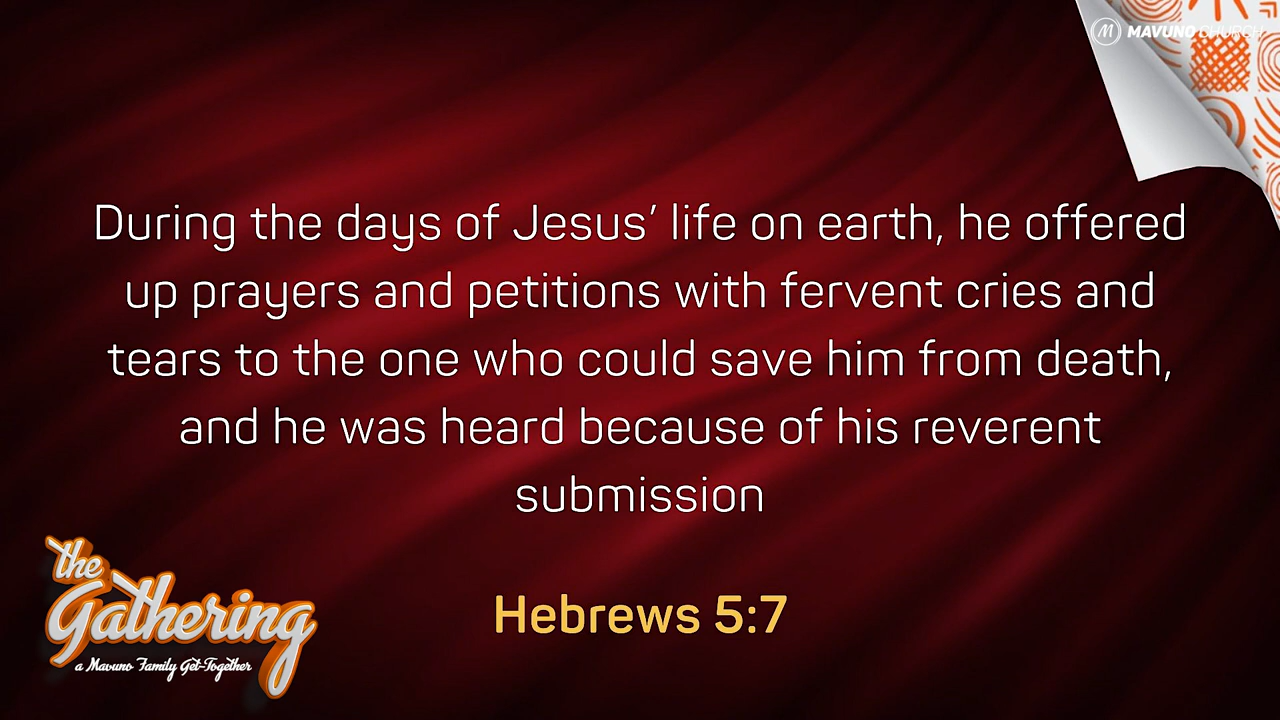 MAVUNO CHURCH
During the days of Jesus’ life on earth, he offered
up prayers and petitions with fervent cries and
tears to the one who could save him from death,
and he was heard because of his reverent
submission
Hebrews 5:7
the
Gathering
a Mavuno Family Get-Together